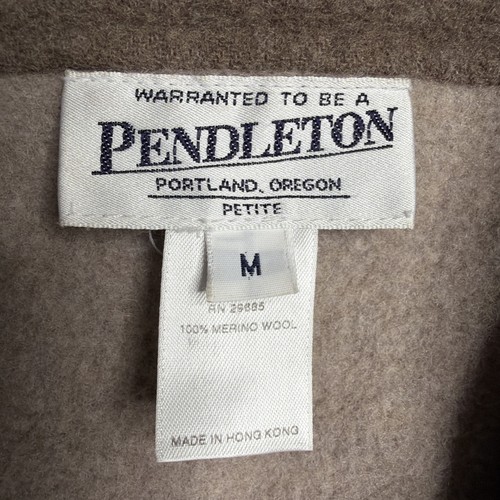 WARRANTED TO BE A
PENDLETON
PORTLAND, OREGON
PETITE
M
RN 29685
100% MERINO WOOL
MADE IN HONG KONG